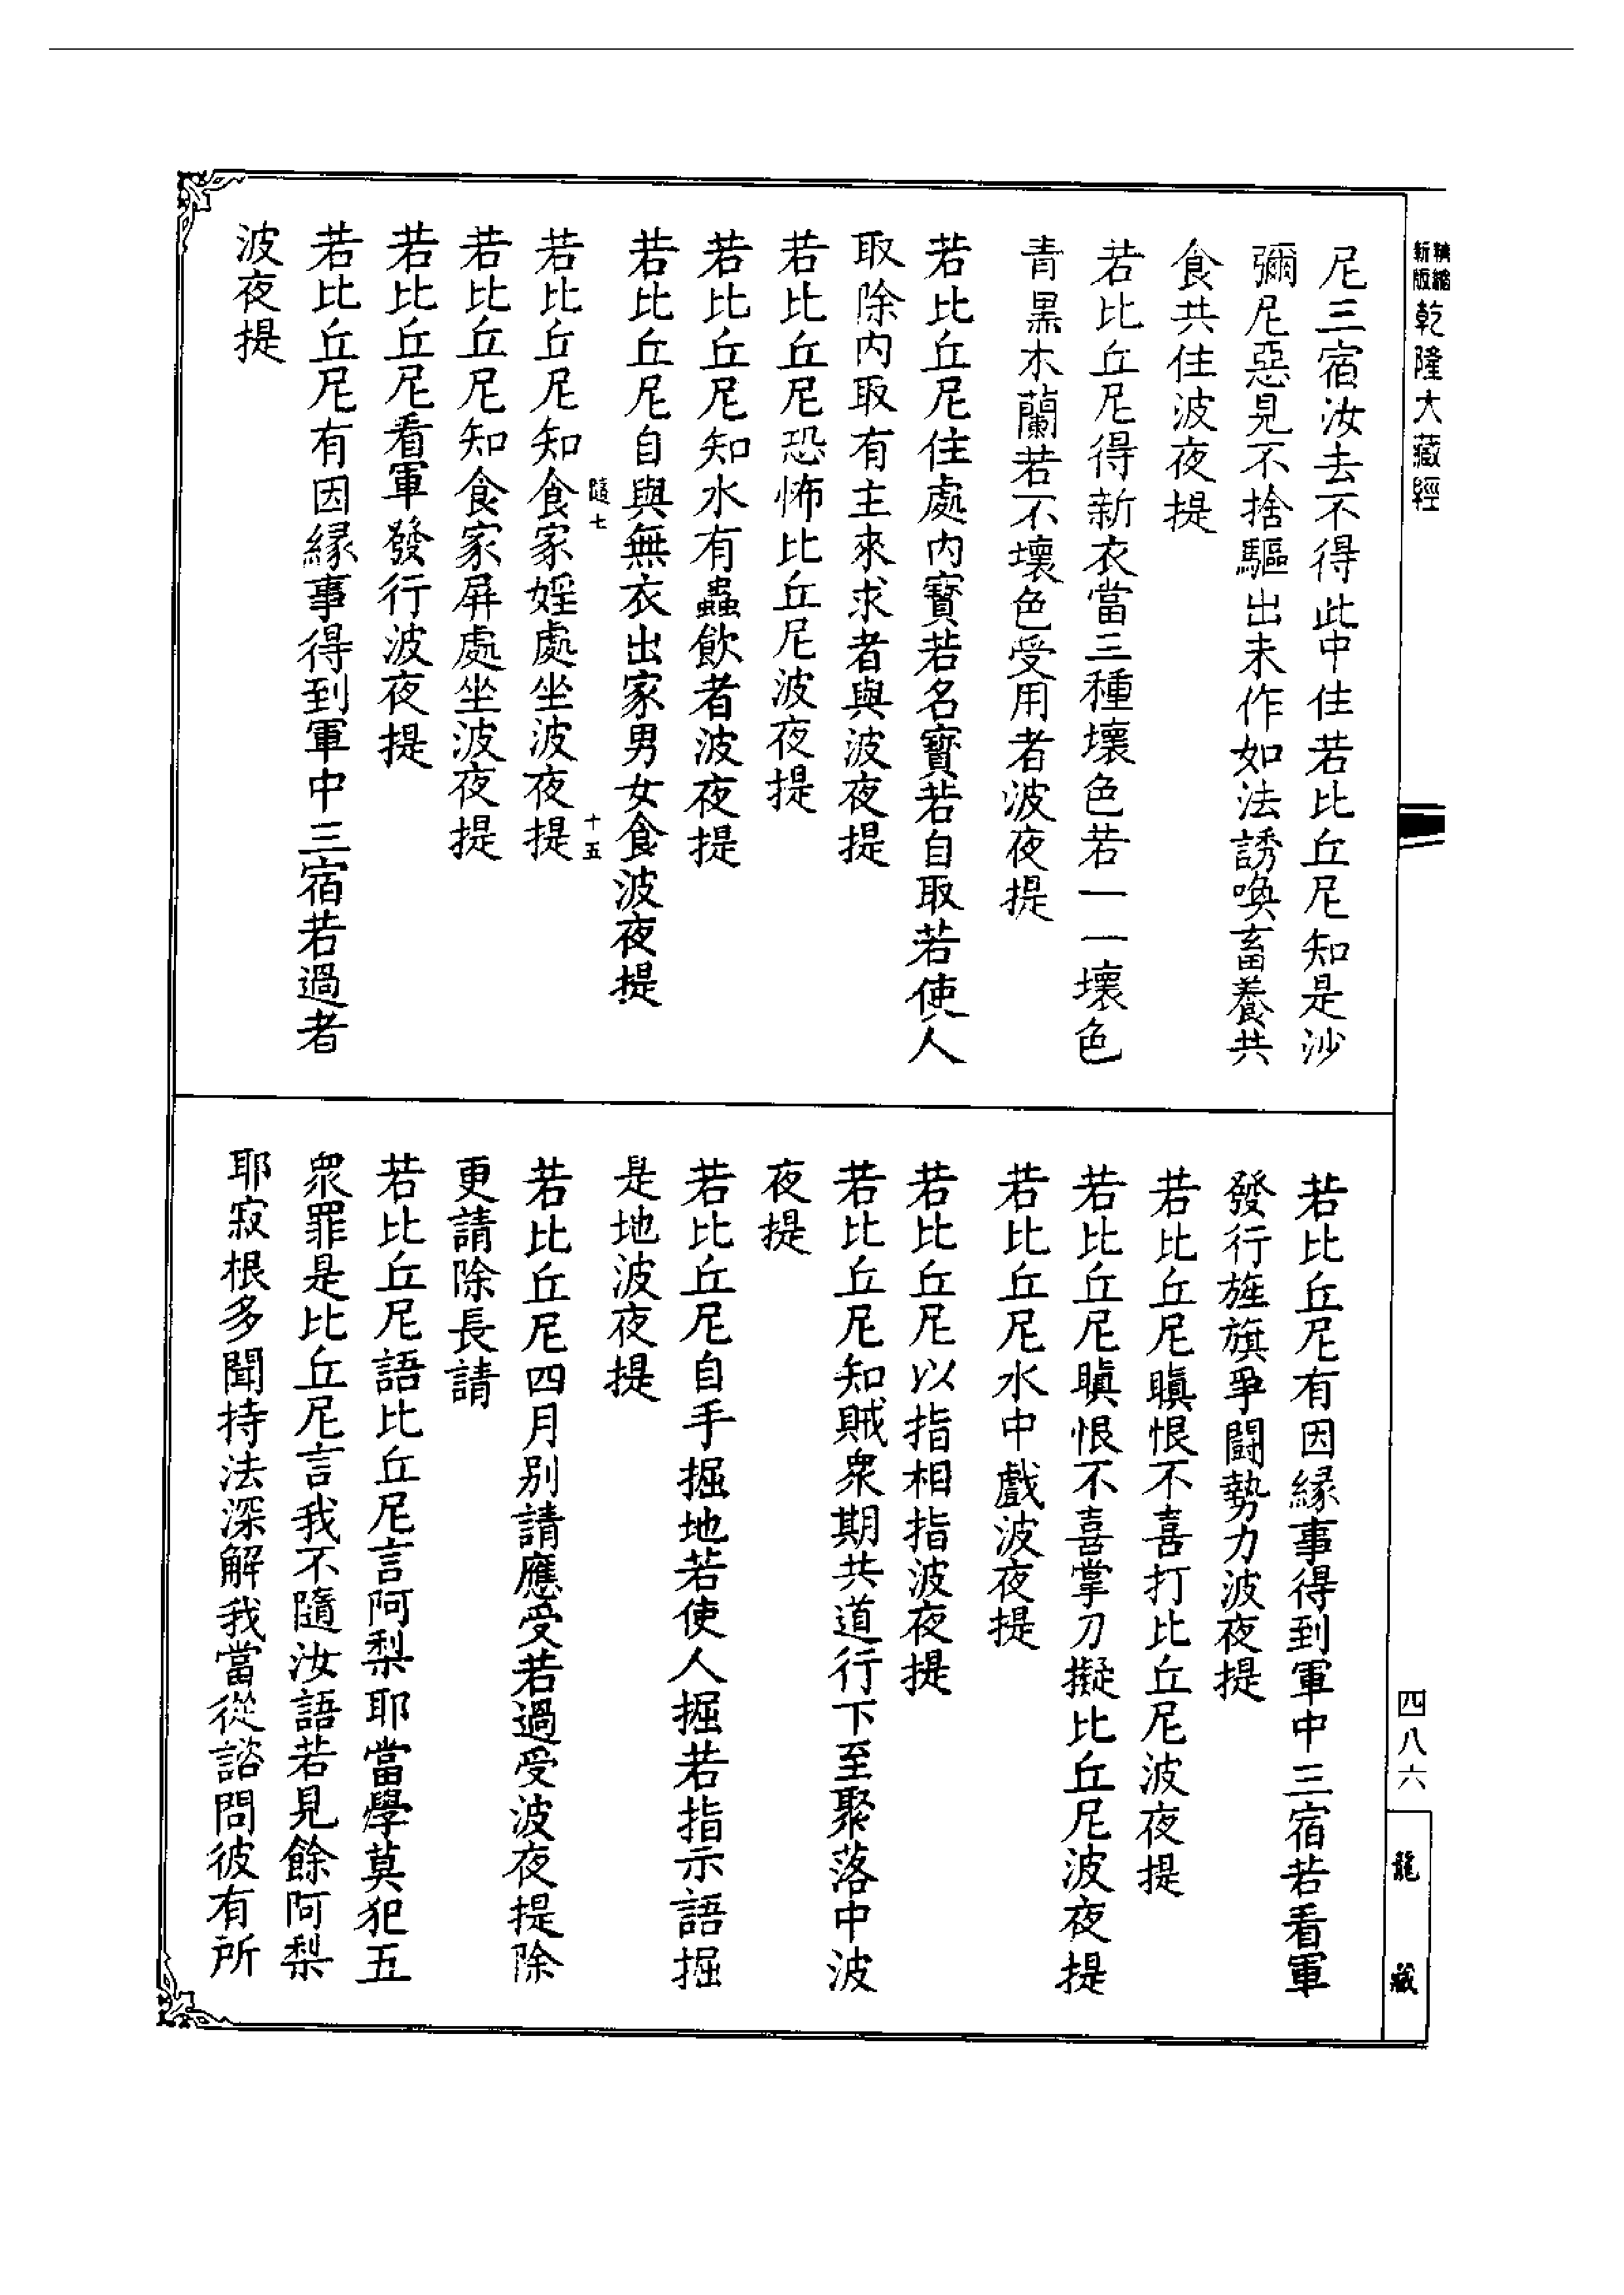 精縮
新版
乾隆大藏經
尼三宿汝去不得此中住若比丘尼知是沙
彌尼惡見不捨驅出未作如法誘喚畜養共
食共住波夜提
若比丘尼得新衣當三種壞色若一一壞色
青黑木蘭若不壞色受用者波夜提
若比丘尼住處內寶若名寶若自取若使人
取除內取有主來求者與波夜提
若比丘尼恐怖比丘尼波夜提
若比丘尼知水有蟲飲者波夜提
若比丘尼自與無衣出家男女食波夜提
隨七
十五
若比丘尼知食家婬處坐波夜提
若比丘尼知食家屏處坐波夜提
若比丘尼看軍發行波夜提
若比丘尼有因緣事得到軍中三宿若過者
波夜提
若比丘尼有因緣事得到軍中三宿若看軍
發行旌旗爭鬪勢力波夜提
若比丘尼瞋恨不喜打比丘尼波夜提
若比丘尼瞋恨不喜掌刀擬比丘尼波夜提
若比丘尼水中戲波夜提
若比丘尼以指相指波夜提
若比丘尼知賊衆期共道行下至聚落中波
夜提
若比丘尼自手掘地若使人掘若指示語掘
是地波夜提
若比丘尼四月別請應受若過受波夜提除
更請除長請
若比丘尼語比丘尼言阿梨耶當學莫犯五
衆罪是比丘尼言我不隨汝語若見餘阿梨
耶寂根多聞持法深解我當從諮問彼有所
四八六
龍藏